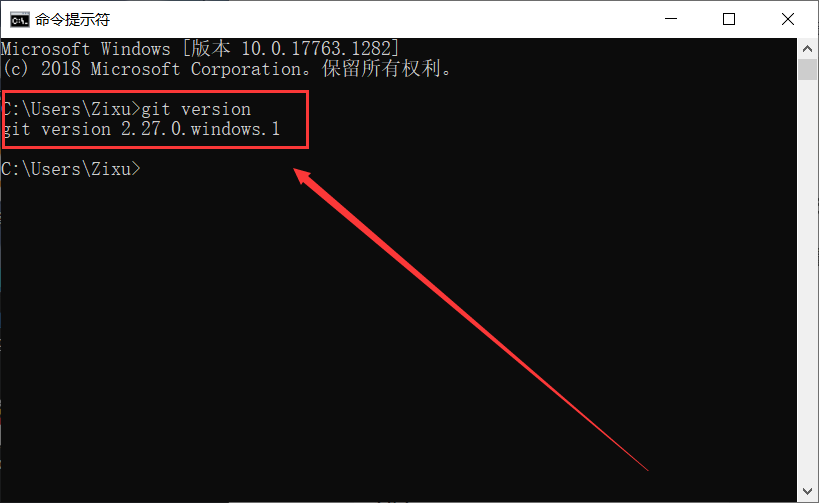 命令提示符
Microsoft Windows [版本 10.0.17763.1282]
(c) 2018 Microsoft Corporation。保留所有权利。
C:\Users\Zixu>git version
git version 2.27.0.windows.1
C:\Users\Zixu>